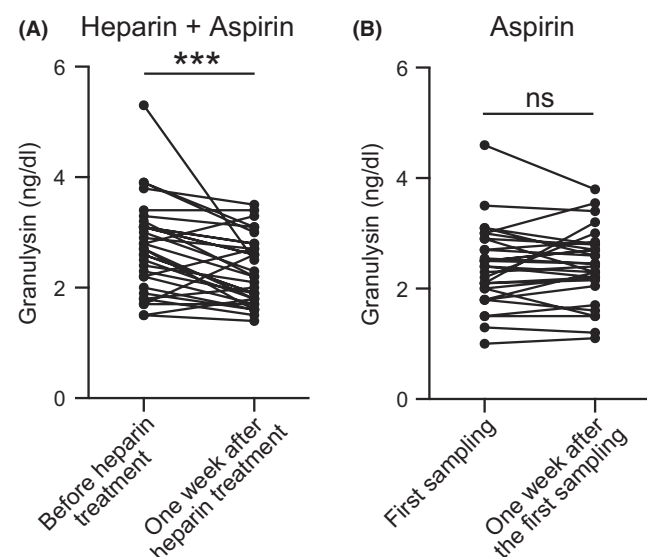 (A) Heparin + Aspirin
***
6
4
2
0
Granulysin (ng/dl)
Before heparin
treatment
One week after
heparin treatment
(B) Aspirin
ns
6
4
2
0
Granulysin (ng/dl)
First sampling
One week after
the first sampling